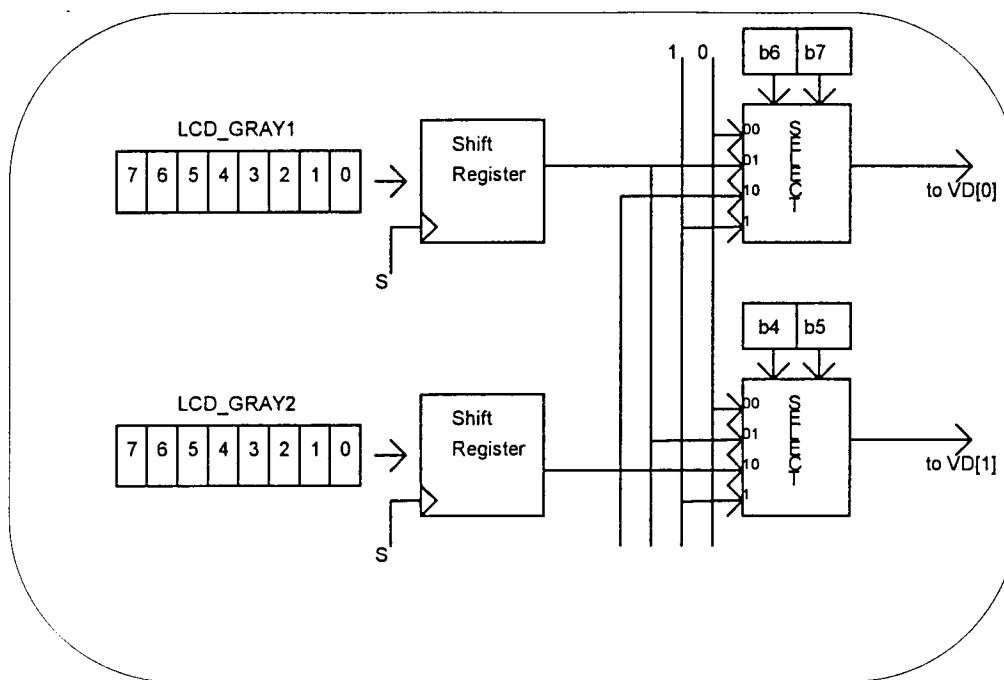 1 0
b6 b7
LCD_GRAY1
7 6 5 4 3 2 1 0
Shift
Register
00
01
10
1
SELECT
to VD[0]
S
b4 b5
LCD_GRAY2
7 6 5 4 3 2 1 0
Shift
Register
00
01
10
1
SELECT
to VD[1]
S